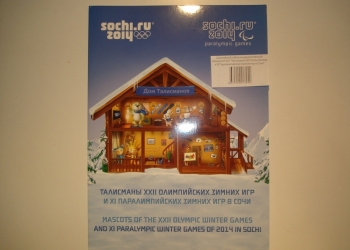 sochi.ru
2014
sochi.ru
2014
paralympic games
Дом Талисманов
ТАЛИСМАНЫ XXII ОЛИМПИЙСКИХ ЗИМНИХ ИГР
И XI ПАРАЛИМПИЙСКИХ ЗИМНИХ ИГР В СОЧИ
MASCOTS OF THE XXII OLYMPIC WINTER GAMES
AND XI PARALYMPIC WINTER GAMES OF 2014 IN SOCHI